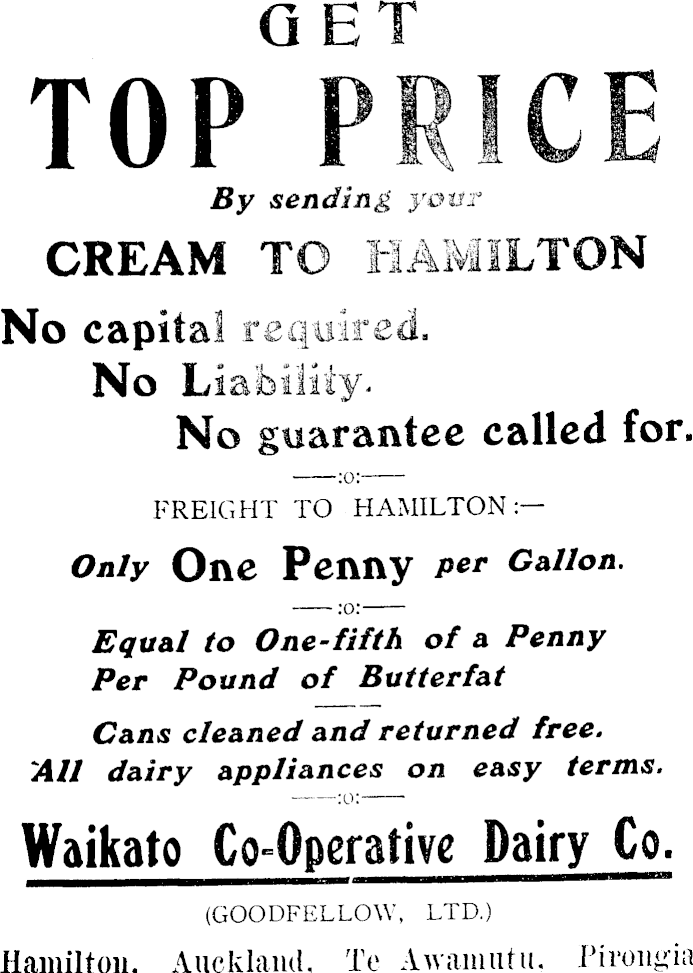 GET
TOP PRICE
By sending your
CREAM TO HAMILTON
No capital required.
No Liability.
No guarantee called for.
——:o:——
FREIGHT TO HAMILTON:—
Only One Penny per Gallon.
——:o:——
Equal to One-fifth of a Penny
Per Pound of Butterfat
Cans cleaned and returned free.
All dairy appliances on easy terms.
——:o:——
Waikato Co-Operative Dairy Co.
(GOODFELLOW, LTD.)
Hamilton, Auckland, Te Awamutu, Pirongia